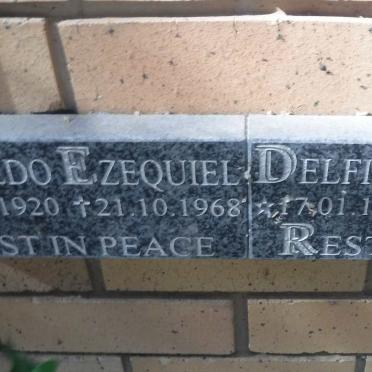 DO EZEQUIEL
1920 ✝21.10.1968
ST IN PEACE
DELFI
☆17.01.1
REST